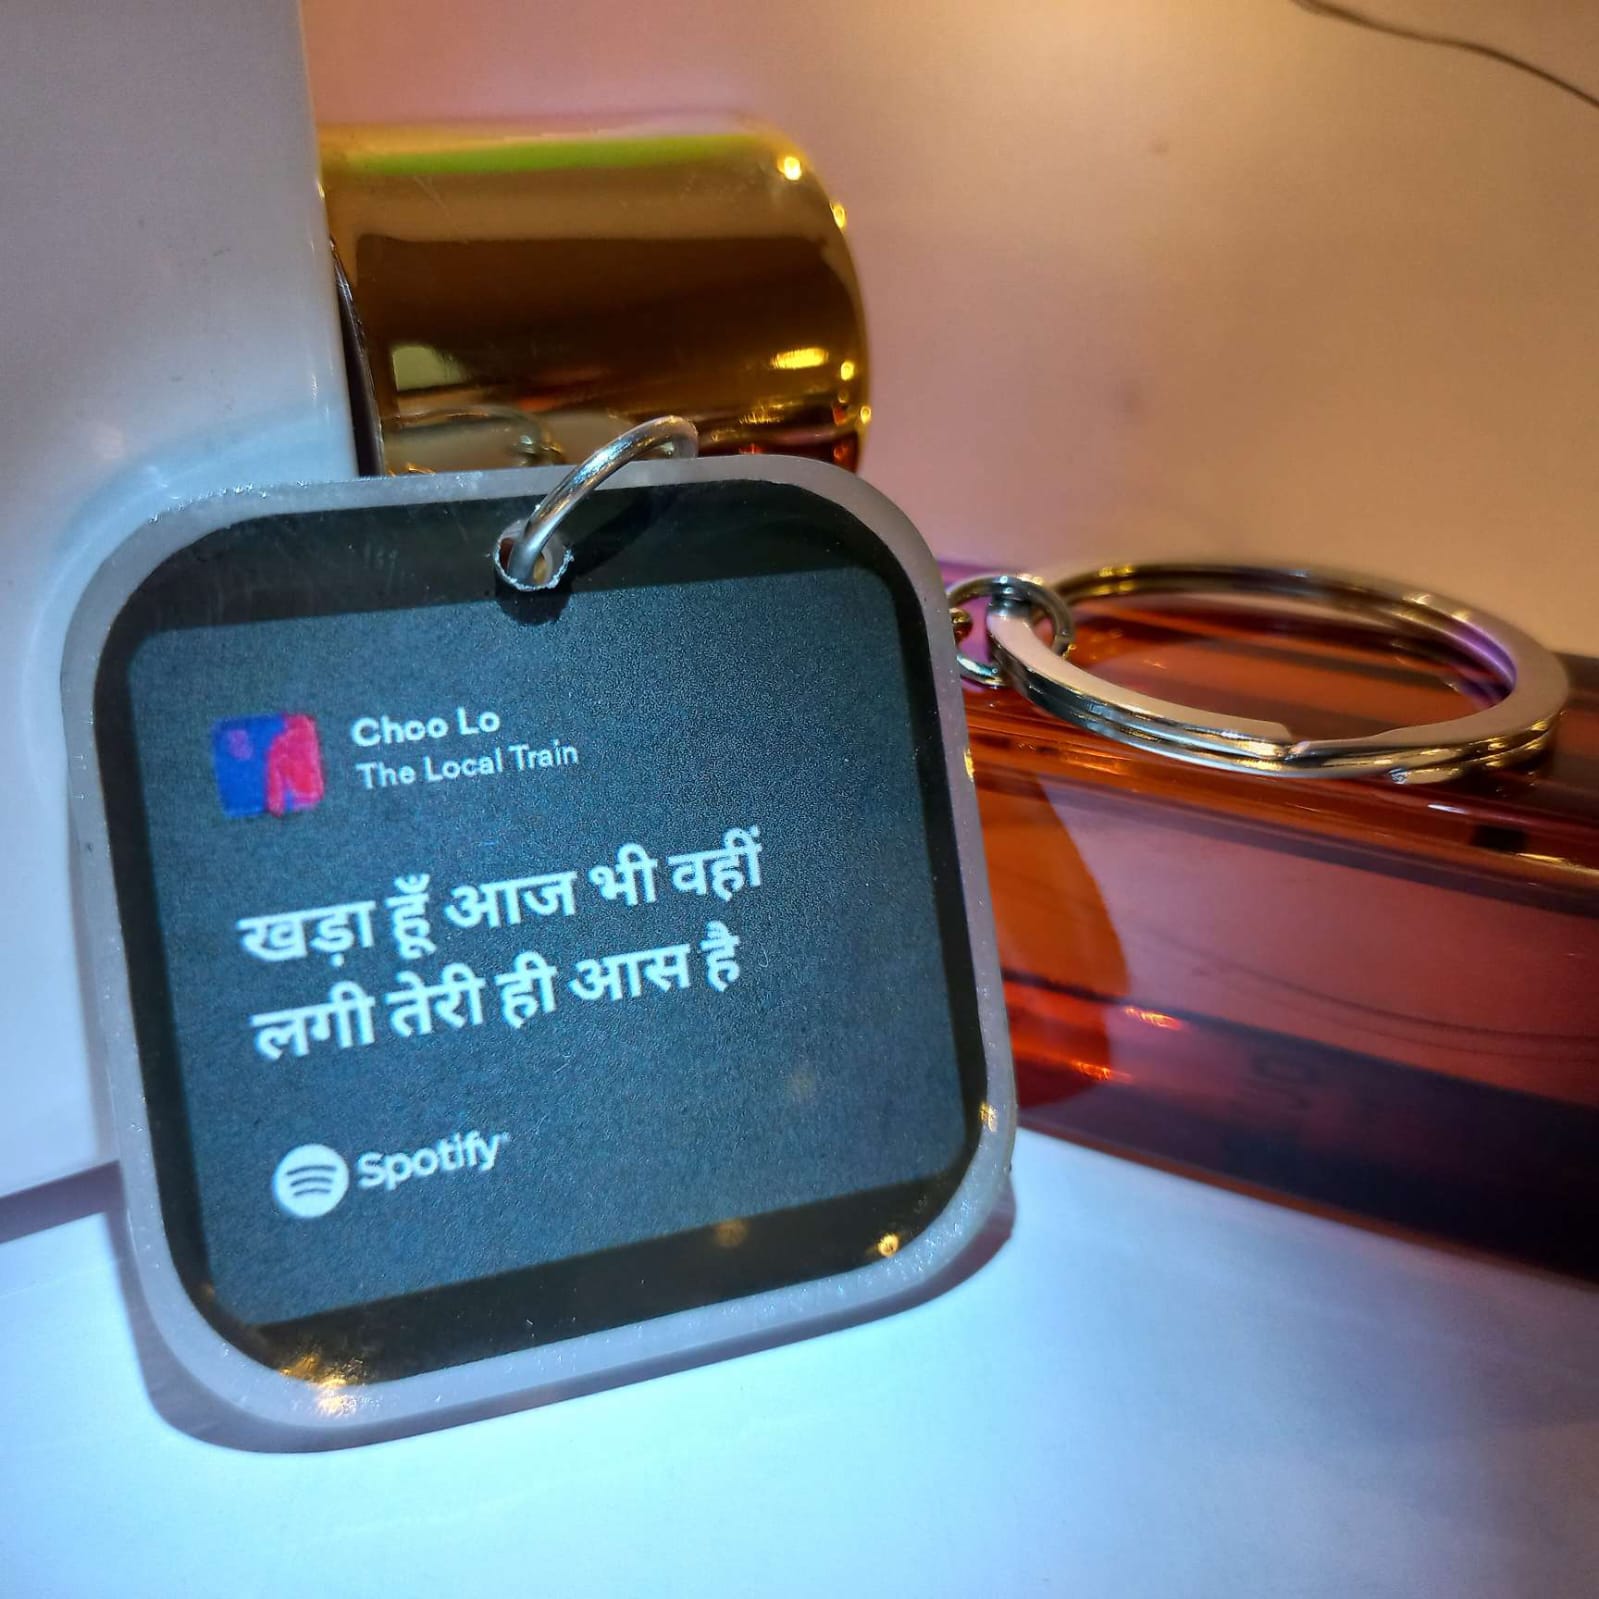 Choo Lo
The Local Train
खड़ा हूँ आज भी वहीं
लगी तेरी ही आस है
Spotify